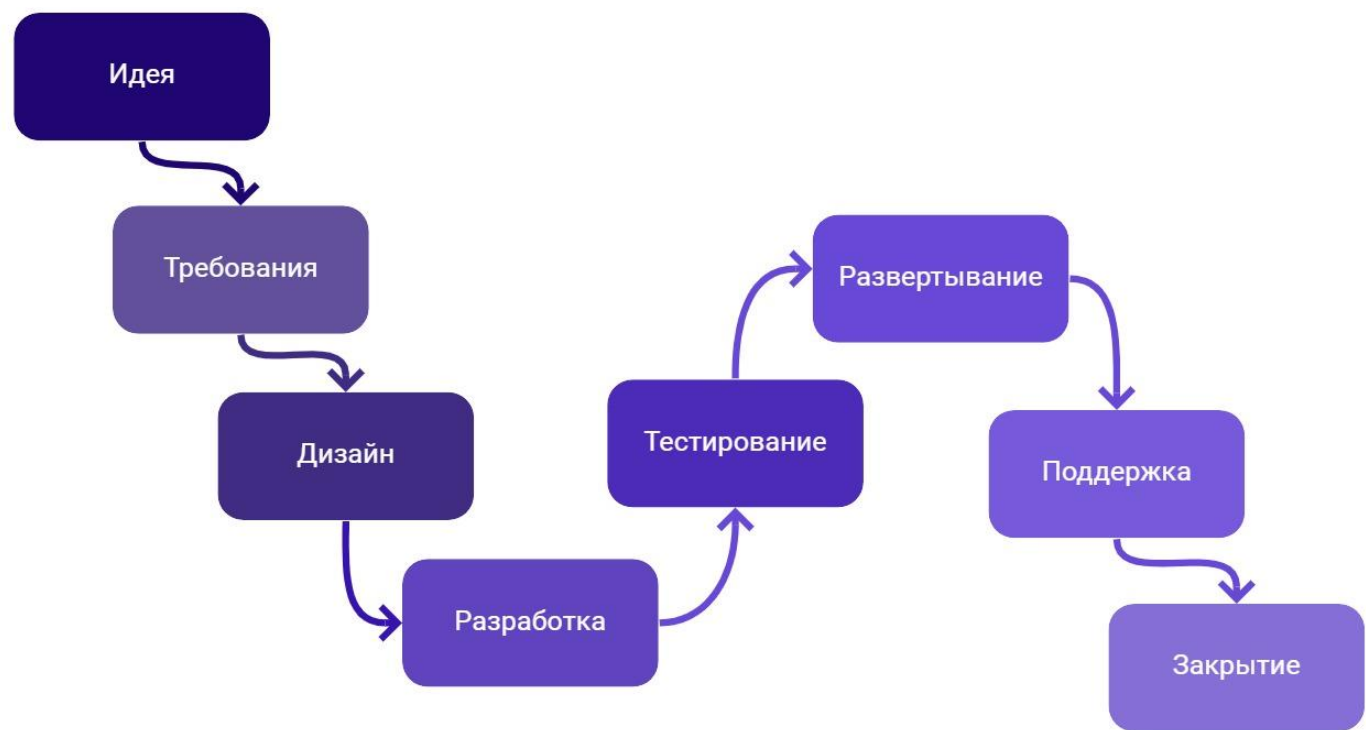 Идея
Требования
Дизайн
Разработка
Тестирование
Развертывание
Поддержка
Закрытие